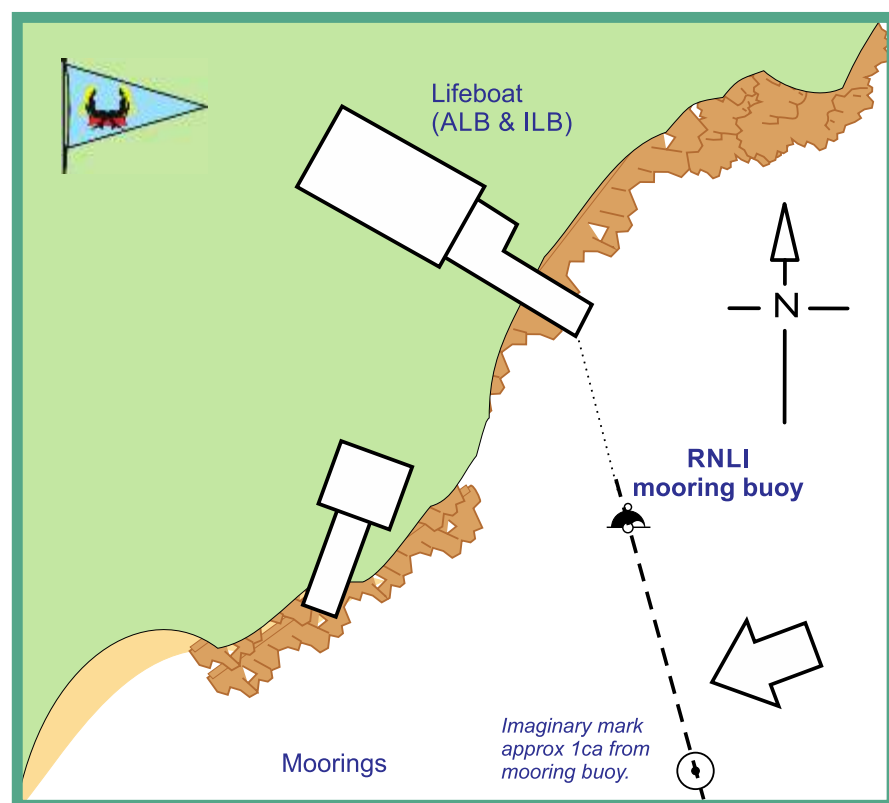 Lifeboat
(ALB & ILB)
N
RNLI
mooring buoy
Imaginary mark
approx 1ca from
mooring buoy.
Moorings